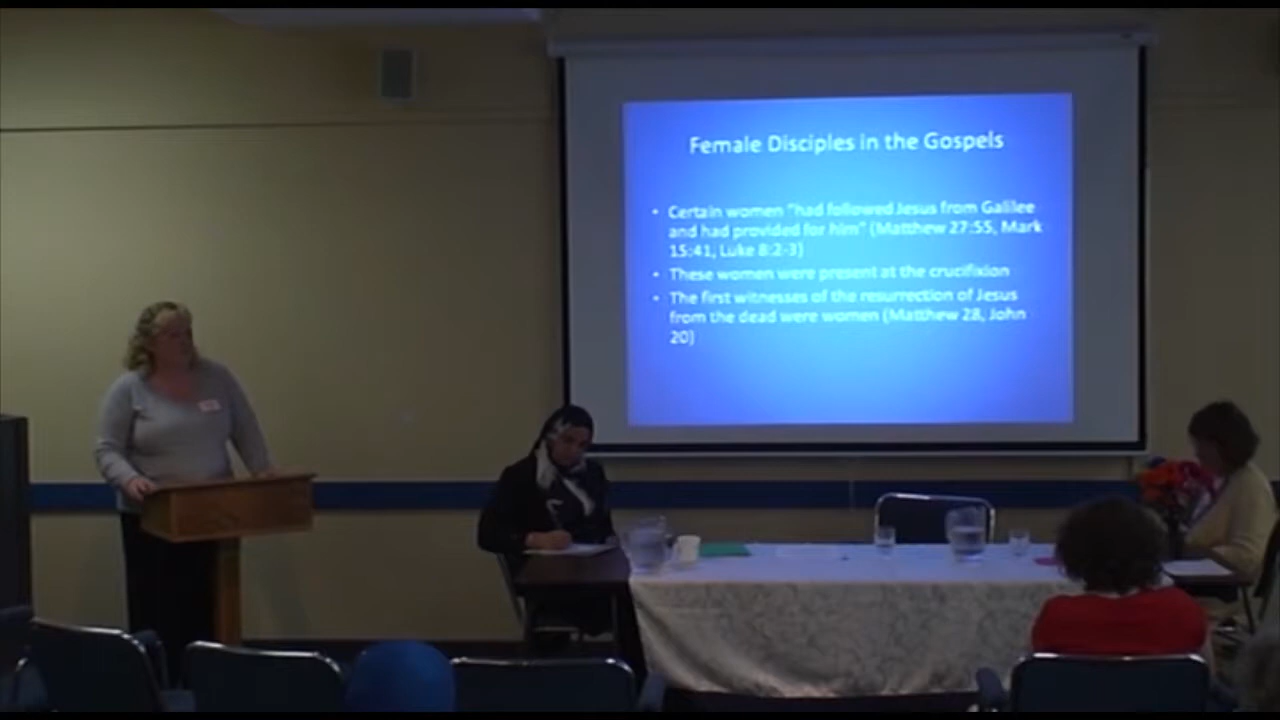 Female Disciples in the Gospels
• Certain women "had followed Jesus from Galilee
and had provided for him" (Matthew 27:55, Mark
15:41, Luke 8:2-3)
• These women were present at the crucifixion
• The first witnesses of the resurrection of Jesus
from the dead were women (Matthew 28, John
20)